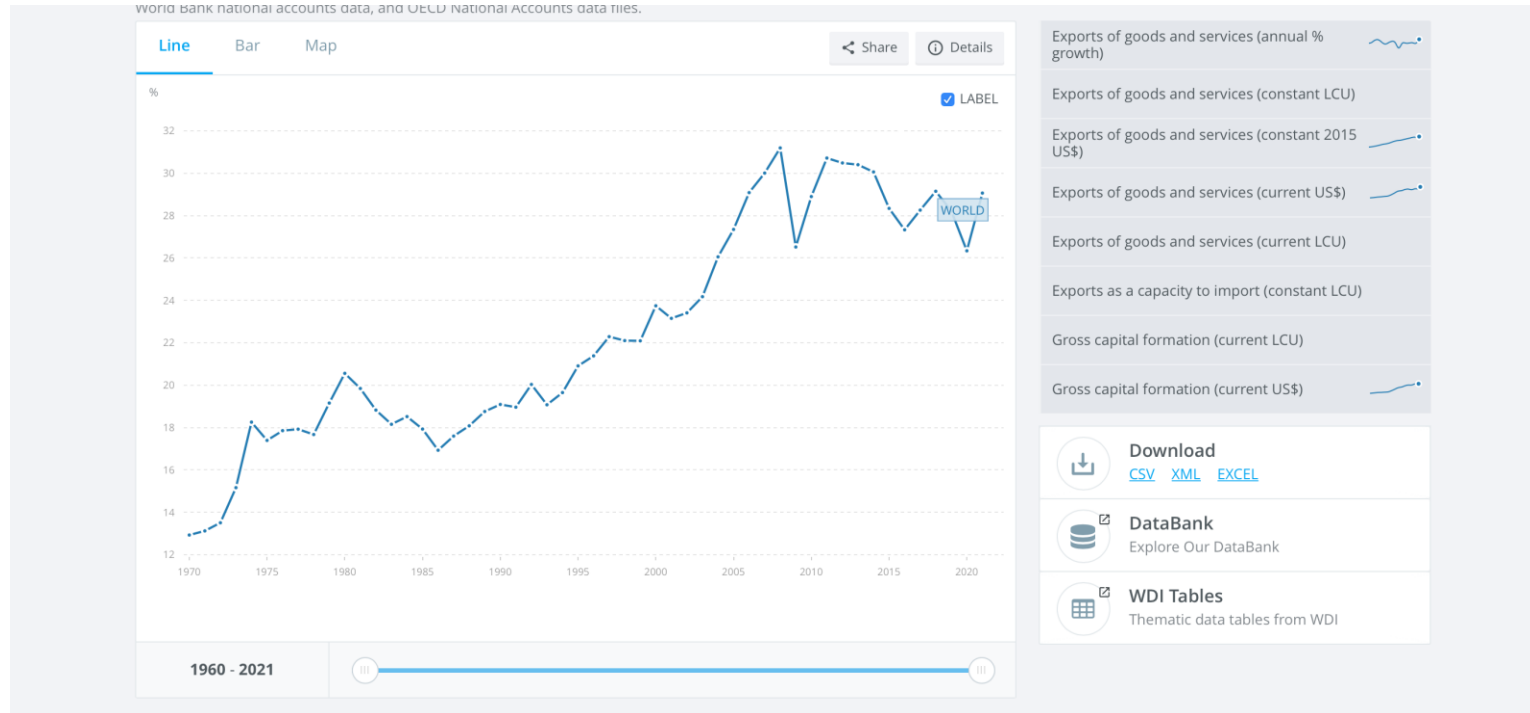 World Bank national accounts data, and OECD National Accounts data files.
Line Bar Map
Share Details
%
LABEL
32
30
28
26
24
22
20
18
16
14
12
WORLD
1970 1975 1980 1985 1990 1995 2000 2005 2010 2015 2020
1960 - 2021
Exports of goods and services (annual %
growth)
Exports of goods and services (constant LCU)
Exports of goods and services (constant 2015
US$)
Exports of goods and services (current US$)
Exports of goods and services (current LCU)
Exports as a capacity to import (constant LCU)
Gross capital formation (current LCU)
Gross capital formation (current US$)
Download
CSV XML EXCEL
DataBank
Explore Our DataBank
WDI Tables
Thematic data tables from WDI